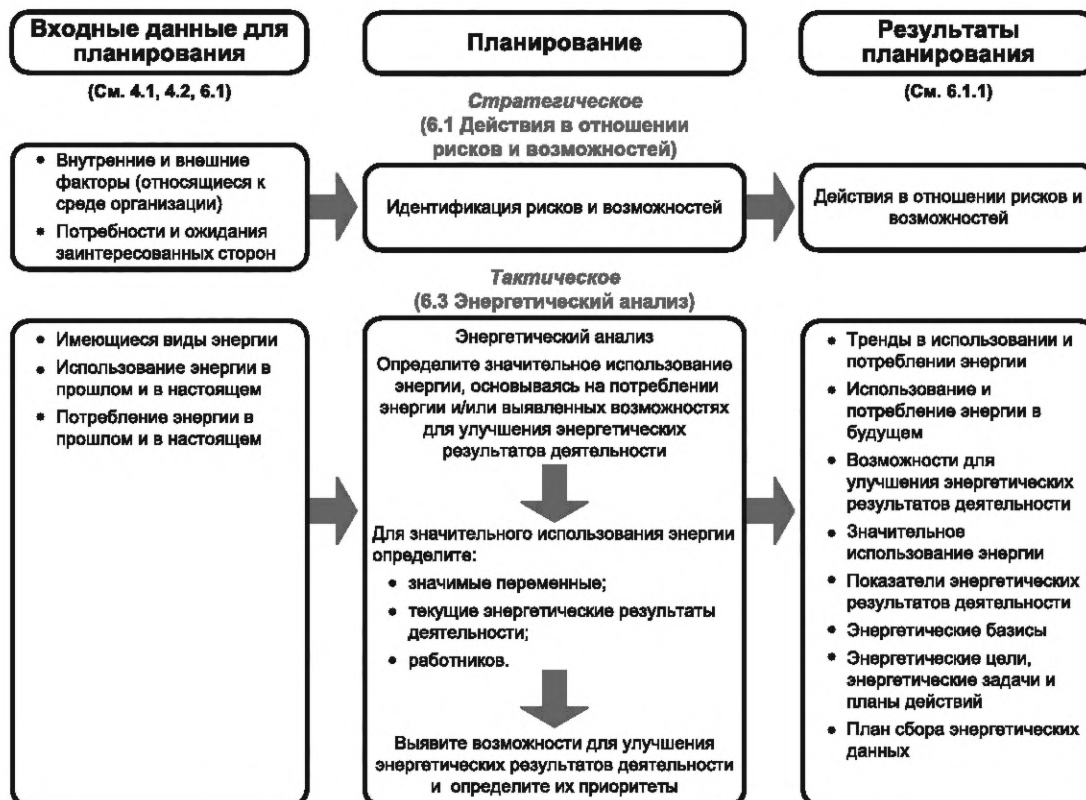 Входные данные для
планирования
(См. 4.1, 4.2, 6.1)
Планирование
Результаты
планирования
(См. 6.1.1)
Стратегическое
(6.1 Действия в отношении
рисков и возможностей)
• Внутренние и внешние
факторы (относящиеся к
среде организации)
• Потребности и ожидания
заинтересованных сторон
Идентификация рисков и возможностей
Действия в отношении рисков и
возможностей
Тактическое
(6.3 Энергетический анализ)
• Имеющиеся виды энергии
• Использование энергии в
прошлом и в настоящем
• Потребление энергии в
прошлом и в настоящем
Энергетический анализ
Определите значительное использование
энергии, основываясь на потреблении
энергии и/или выявленных возможностях
для улучшения энергетических
результатов деятельности
Для значительного использования энергии
определите:
• значимые переменные;
• текущие энергетические результаты
деятельности;
• работников.
Выявите возможности для улучшения
энергетических результатов деятельности
и определите их приоритеты
• Тренды в использовании и
потреблении энергии
• Использование и
потребление энергии в
будущем
• Возможности для
улучшения энергетических
результатов деятельности
• Значительное
использование энергии
• Показатели энергетических
результатов деятельности
• Энергетические базисы
• Энергетические цели,
энергетические задачи и
планы действий
• План сбора энергетических
данных